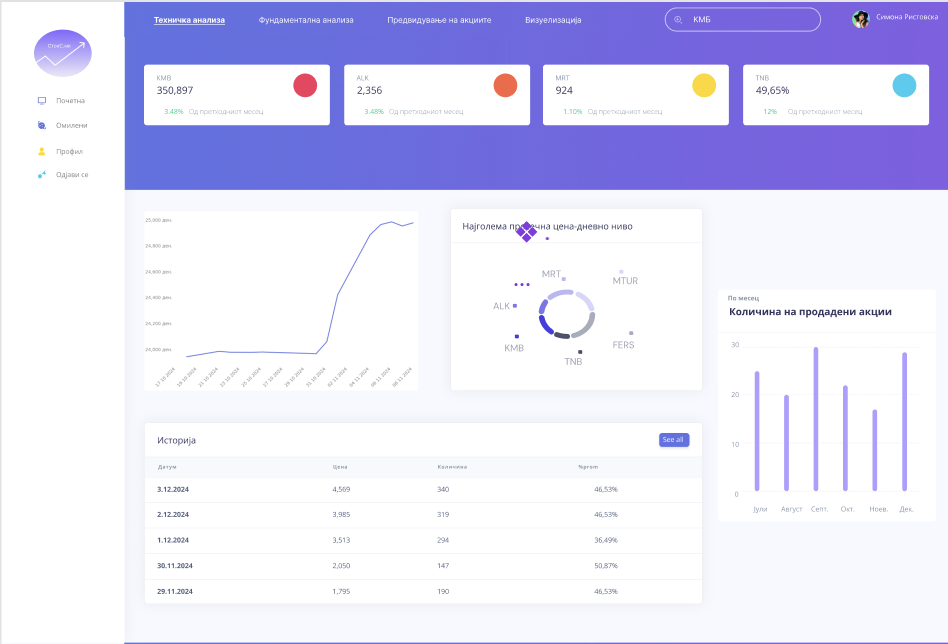 СтокСим
Почетна
Омилени
Профил
Одјави се
Техничка анализа
Фундаментална анализа
Предвидување на акциите
Визуелизација
КМБ
Симона Ристовска
KMB
350,897
3.48% Од претходниот месец
ALK
2,356
3.48% Од претходниот месец
MRT
924
1.10% Од претходниот месец
TNB
49,65%
12% Од претходниот месец
25,000 ден.
24,800 ден.
24,600 ден.
24,400 ден.
24,200 ден.
24,000 ден.
17 10 2024
19 10 2024
21 10 2024
23 10 2024
25 10 2024
27 10 2024
29 10 2024
31 10 2024
02 11 2024
04 11 2024
06 11 2024
08 11 2024
Најголема цена-дневно ниво
MRT
MTUR
ALK
KMB
FERS
TNB
По месец
Количина на продадени акции
30
20
10
0
Јули
Август
Септ.
Окт.
Ноев.
Дек.
Историја
See all
Датум
Цена
Количина
%prom
3.12.2024
4,569
340
46,53%
2.12.2024
3,985
319
46,53%
1.12.2024
3,513
294
36,49%
30.11.2024
2,050
147
50,87%
29.11.2024
1,795
190
46,53%